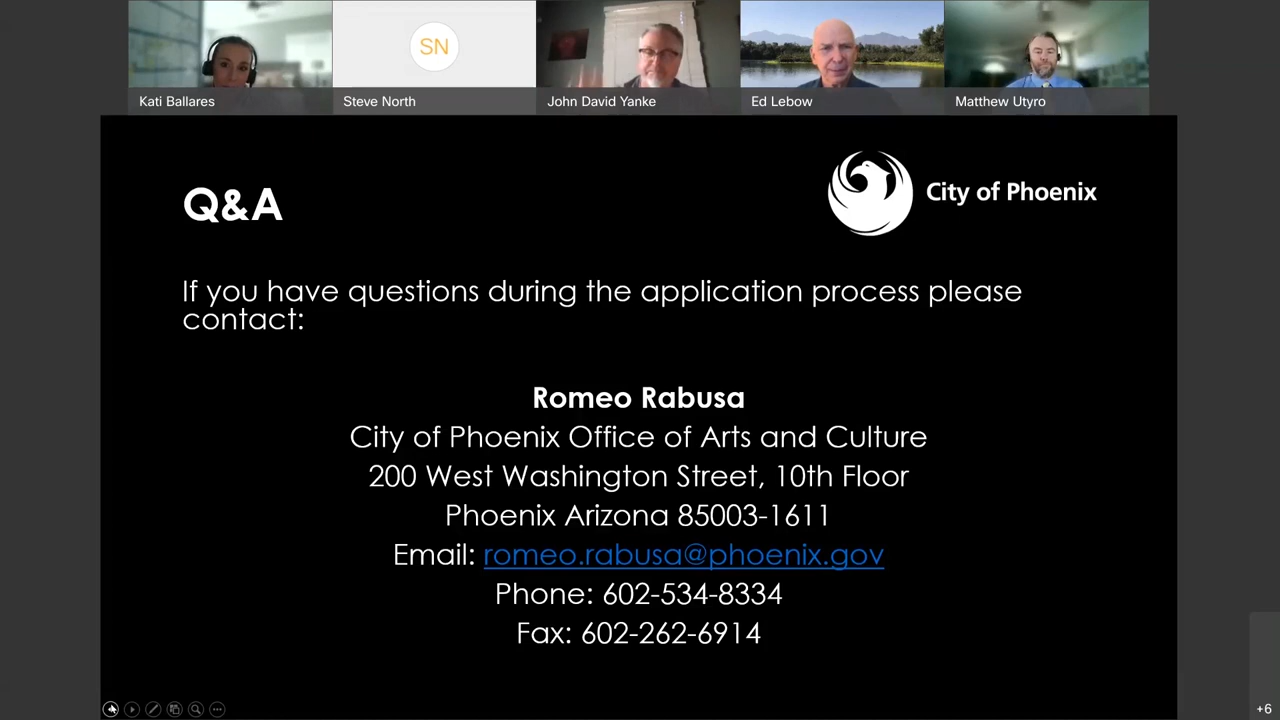 SN
Kati Ballares
Steve North
John David Yanke
Ed Lebow
Matthew Utyro
Q&A
City of Phoenix
If you have questions during the application process please
contact:
Romeo Rabusa
City of Phoenix Office of Arts and Culture
200 West Washington Street, 10th Floor
Phoenix Arizona 85003-1611
Email: romeo.rabusa@phoenix.gov
Phone: 602-534-8334
Fax: 602-262-6914
+6